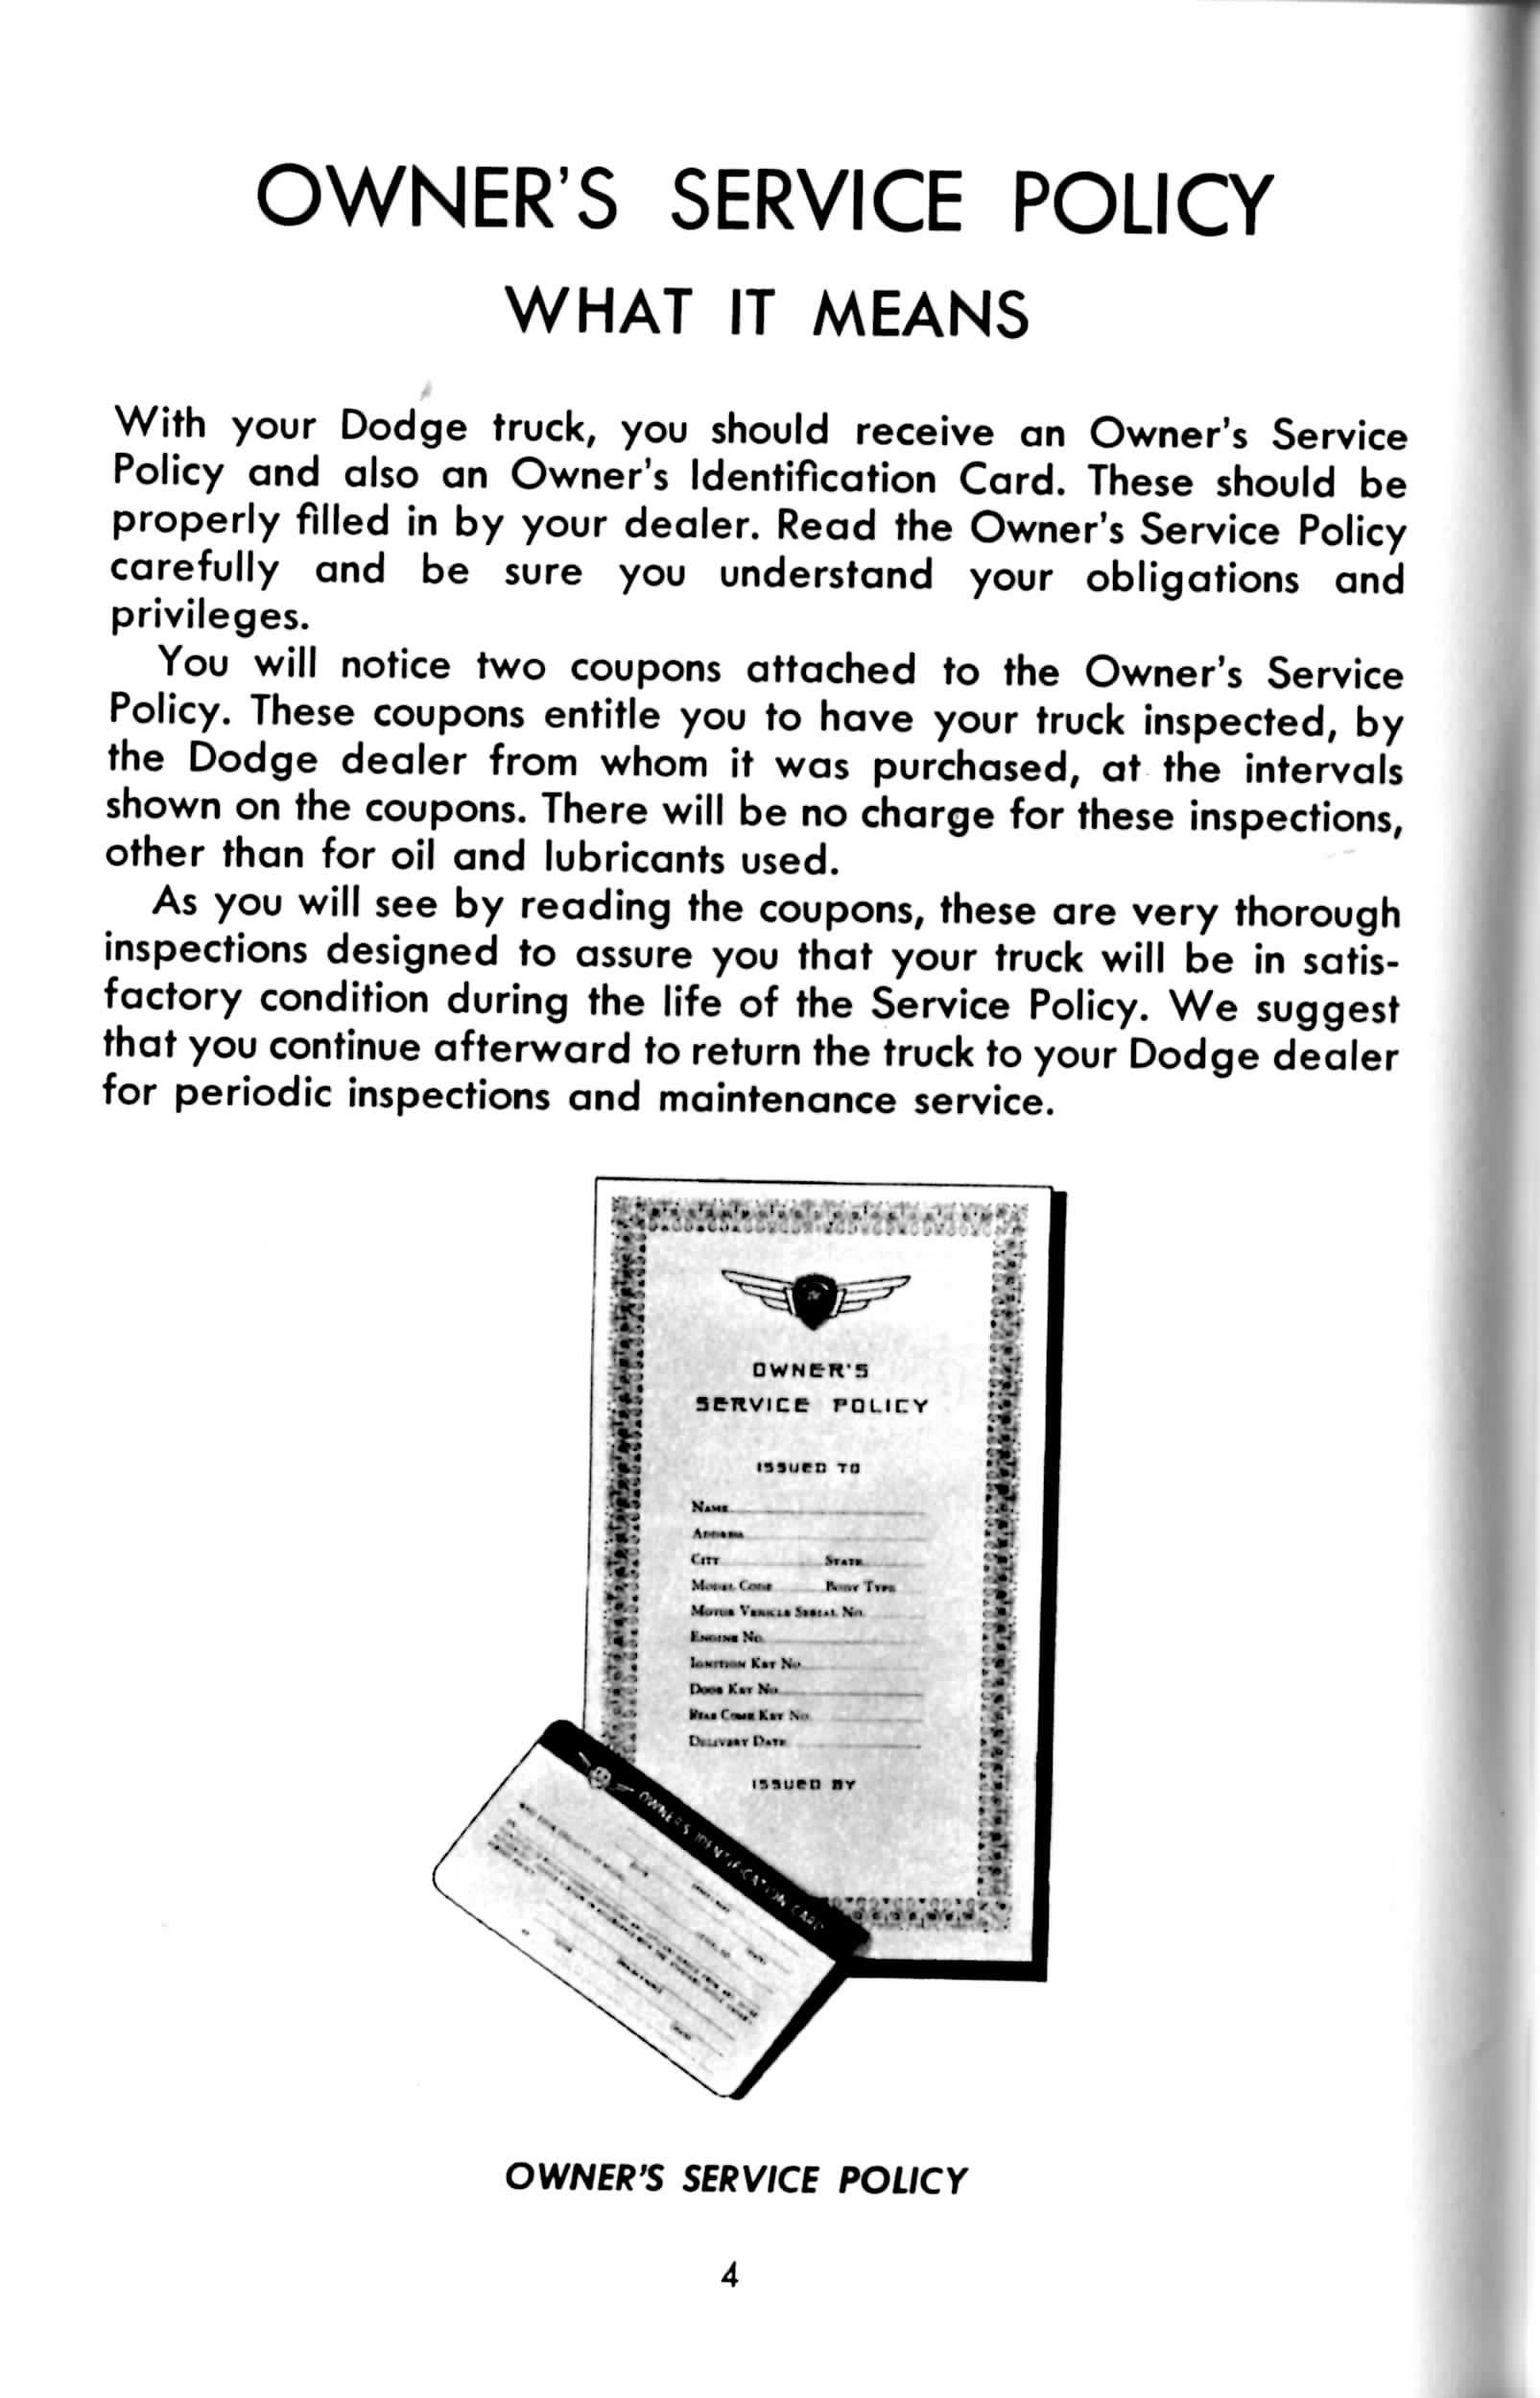 OWNER'S SERVICE POLICY
WHAT IT MEANS
With your Dodge truck, you should receive an Owner's Service
Policy and also an Owner's Identification Card. These should be
properly filled in by your dealer. Read the Owner's Service Policy
carefully and be sure you understand your obligations and
privileges.
You will notice two coupons attached to the Owner's Service
Policy. These coupons entitle you to have your truck inspected, by
the Dodge dealer from whom it was purchased, at the intervals
shown on the coupons. There will be no charge for these inspections,
other than for oil and lubricants used.
As you will see by reading the coupons, these are very thorough
inspections designed to assure you that your truck will be in satis-
factory condition during the life of the Service Policy. We suggest
that you continue afterward to return the truck to your Dodge dealer
for periodic inspections and maintenance service.
OWNER'S
SERVICE POLICY
ISSUED TO
NAME
ADDRESS
CITY STATE
MODEL CODE BODY TYPE
MOTOR VEHICLE SERIAL NO.
ENGINE NO.
IGNITION KEY NO.
DOOR KEY NO.
REAR COMP. KEY NO.
DELIVERY DATE
ISSUED BY
OWNER'S IDENTIFICATION CARD
OWNER'S SERVICE POLICY
4